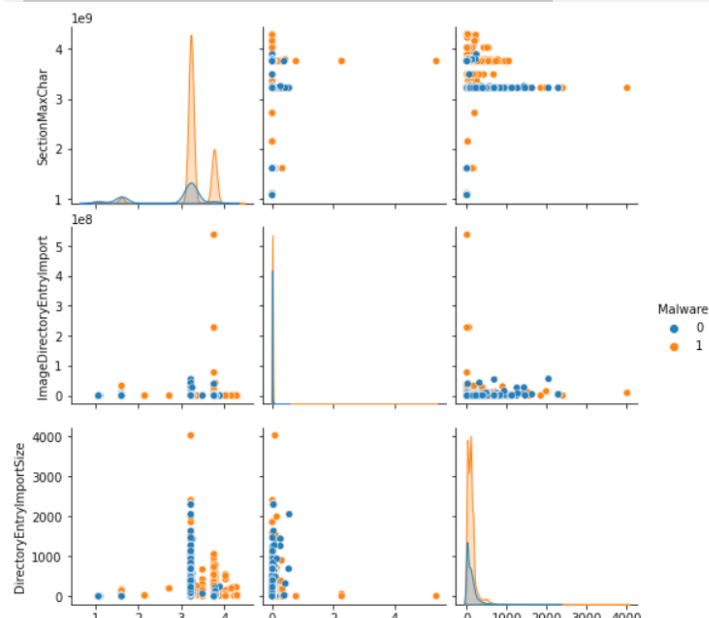 1e9
4
3
2
1
SectionMaxChar
1e8
5
4
3
2
1
0
ImageDirectoryEntryImport
Malware
0
1
4000
3000
2000
1000
0
DirectoryEntryImportSize
1 2 3 4 0 2 4 0 1000 2000 3000 4000